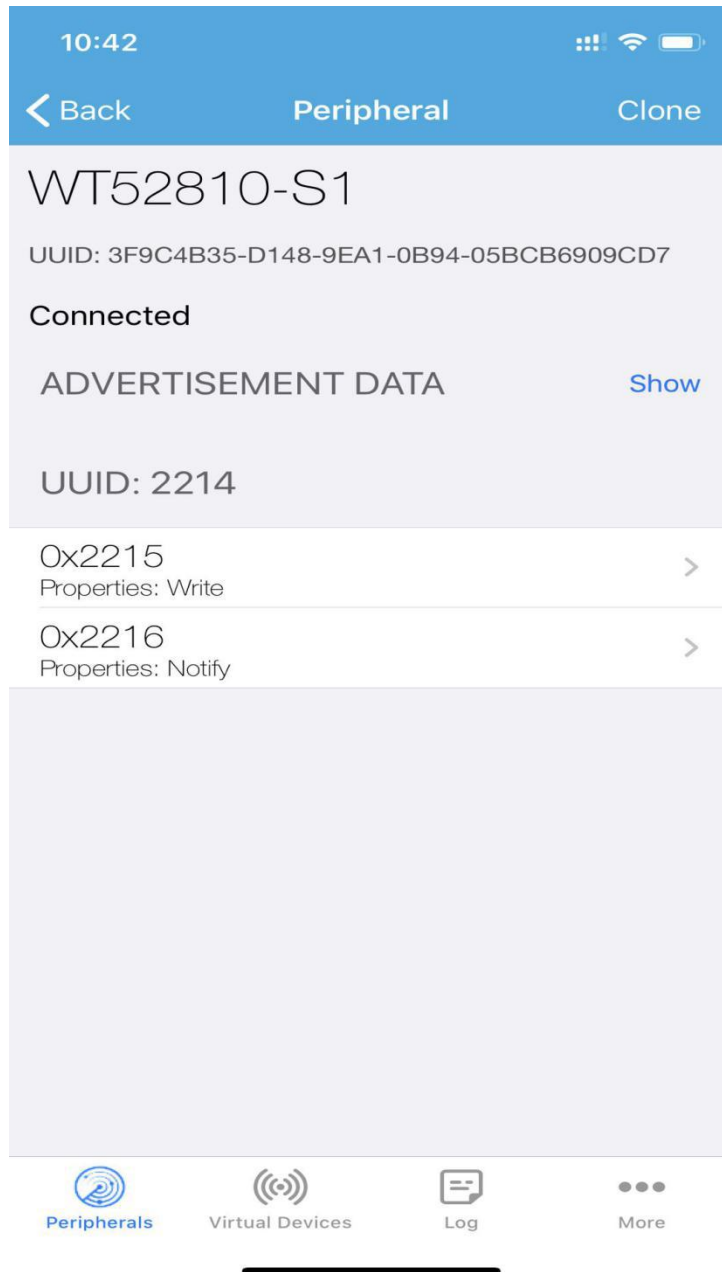 10:42
Back Peripheral Clone
WT52810-S1
UUID: 3F9C4B35-D148-9EA1-0B94-05BCB6909CD7
Connected
ADVERTISEMENT DATA Show
UUID: 2214
0x2215
Properties: Write
0x2216
Properties: Notify
Peripherals Virtual Devices Log More